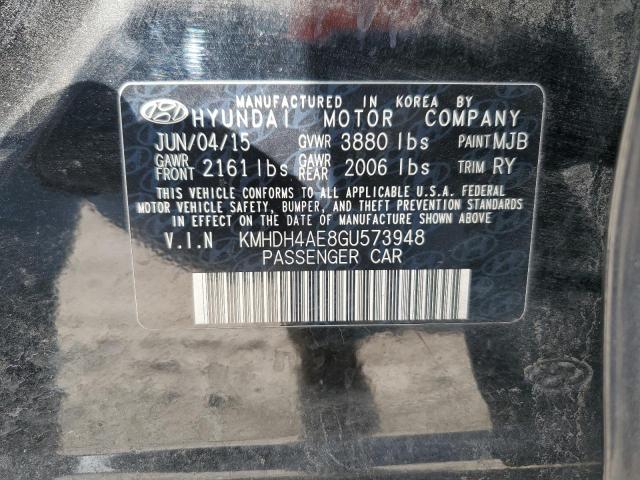 MANUFACTURED IN KOREA BY
HYUNDAI MOTOR COMPANY
JUN/04/15 GVWR 3880 lbs PAINT MJB
GAWR FRONT 2161 lbs GAWR REAR 2006 lbs TRIM RY
THIS VEHICLE CONFORMS TO ALL APPLICABLE U.S.A. FEDERAL
MOTOR VEHICLE SAFETY, BUMPER, AND THEFT PREVENTION STANDARDS
IN EFFECT ON THE DATE OF MANUFACTURE SHOWN ABOVE.
V.I.N KMHDH4AE8GU573948
PASSENGER CAR